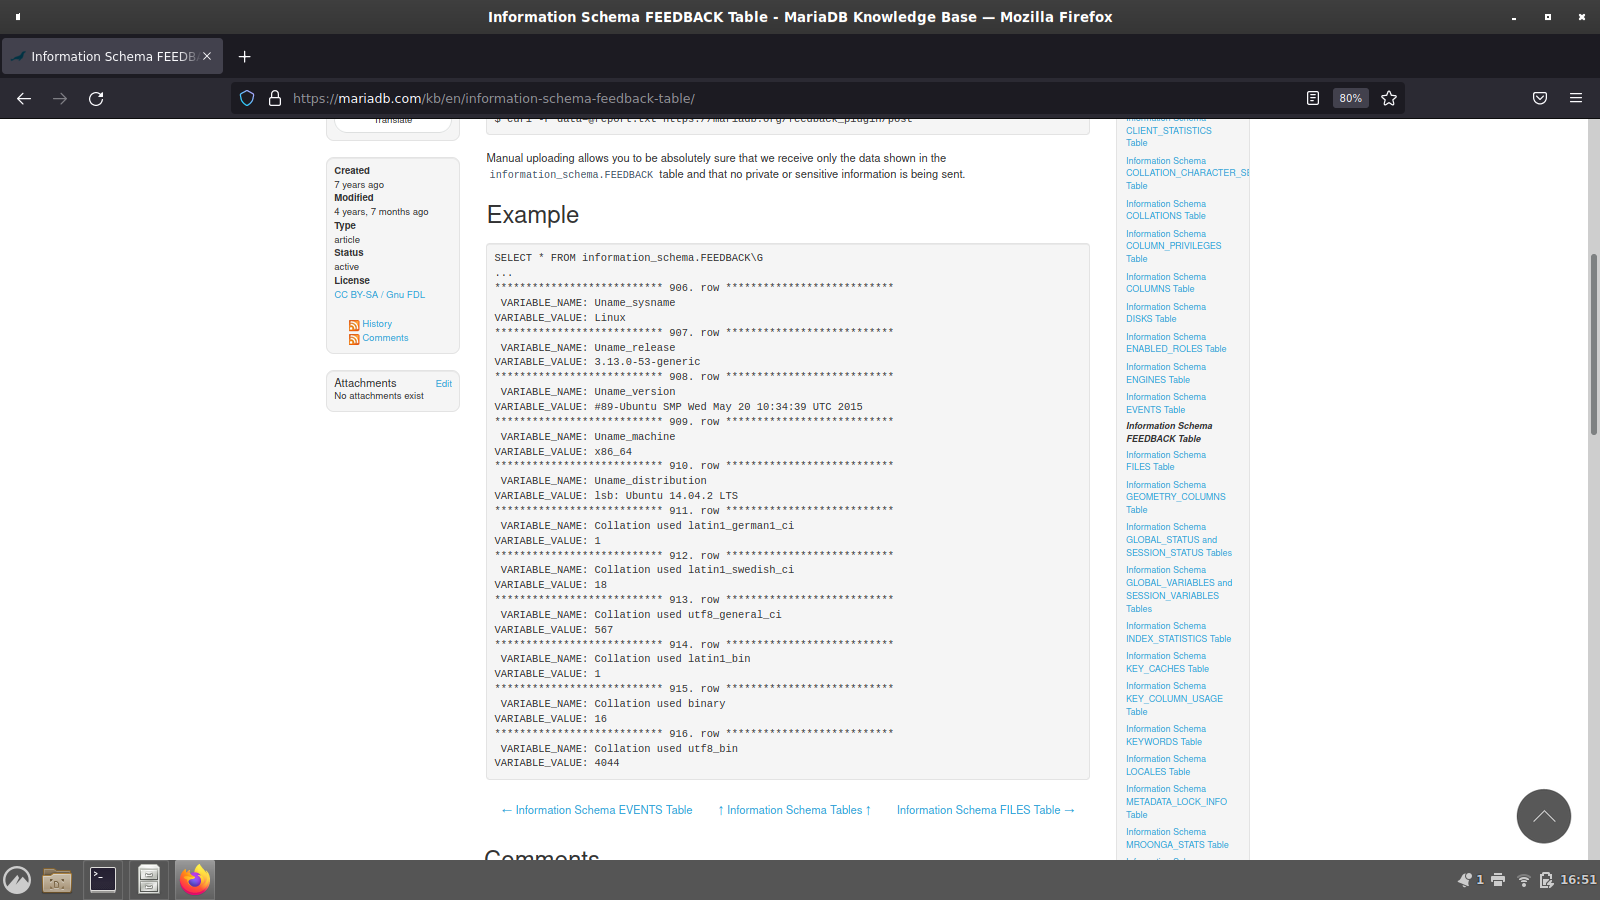 Information Schema FEEDBACK Table - MariaDB Knowledge Base — Mozilla Firefox
Information Schema FEEDBA
https://mariadb.com/kb/en/information-schema-feedback-table/
80%
Translate
Created
7 years ago
Modified
4 years, 7 months ago
Type
article
Status
active
License
CC BY-SA / Gnu FDL
History
Comments
Attachments Edit
No attachments exist
$ curl -F data=@report.txt https://mariadb.org/feedback_plugin/post
Manual uploading allows you to be absolutely sure that we receive only the data shown in the
information_schema.FEEDBACK table and that no private or sensitive information is being sent.
Example
SELECT * FROM information_schema.FEEDBACK\G
...
*************************** 906. row ***************************
VARIABLE_NAME: Uname_sysname
VARIABLE_VALUE: Linux
*************************** 907. row ***************************
VARIABLE_NAME: Uname_release
VARIABLE_VALUE: 3.13.0-53-generic
*************************** 908. row ***************************
VARIABLE_NAME: Uname_version
VARIABLE_VALUE: #89-Ubuntu SMP Wed May 20 10:34:39 UTC 2015
*************************** 909. row ***************************
VARIABLE_NAME: Uname_machine
VARIABLE_VALUE: x86_64
*************************** 910. row ***************************
VARIABLE_NAME: Uname_distribution
VARIABLE_VALUE: lsb: Ubuntu 14.04.2 LTS
*************************** 911. row ***************************
VARIABLE_NAME: Collation used latin1_german1_ci
VARIABLE_VALUE: 1
*************************** 912. row ***************************
VARIABLE_NAME: Collation used latin1_swedish_ci
VARIABLE_VALUE: 18
*************************** 913. row ***************************
VARIABLE_NAME: Collation used utf8_general_ci
VARIABLE_VALUE: 567
*************************** 914. row ***************************
VARIABLE_NAME: Collation used latin1_bin
VARIABLE_VALUE: 1
*************************** 915. row ***************************
VARIABLE_NAME: Collation used binary
VARIABLE_VALUE: 16
*************************** 916. row ***************************
VARIABLE_NAME: Collation used utf8_bin
VARIABLE_VALUE: 4044
← Information Schema EVENTS Table ↑ Information Schema Tables ↑ Information Schema FILES Table →
Comments
Information Schema
CLIENT_STATISTICS
Table
Information Schema
COLLATION_CHARACTER_SE
Table
Information Schema
COLLATIONS Table
Information Schema
COLUMN_PRIVILEGES
Table
Information Schema
COLUMNS Table
Information Schema
DISKS Table
Information Schema
ENABLED_ROLES Table
Information Schema
ENGINES Table
Information Schema
EVENTS Table
Information Schema
FEEDBACK Table
Information Schema
FILES Table
Information Schema
GEOMETRY_COLUMNS
Table
Information Schema
GLOBAL_STATUS and
SESSION_STATUS Tables
Information Schema
GLOBAL_VARIABLES and
SESSION_VARIABLES
Tables
Information Schema
INDEX_STATISTICS Table
Information Schema
KEY_CACHES Table
Information Schema
KEY_COLUMN_USAGE
Table
Information Schema
KEYWORDS Table
Information Schema
LOCALES Table
Information Schema
METADATA_LOCK_INFO
Table
Information Schema
MROONGA_STATS Table
1
16:51